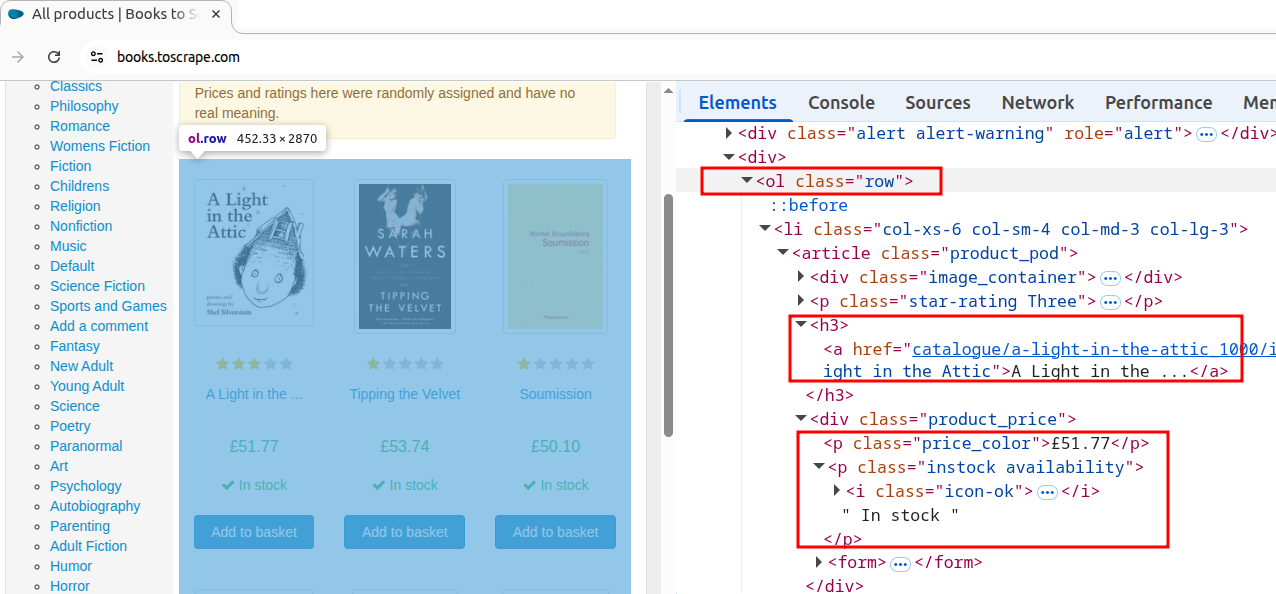 All products | Books to S
books.toscrape.com
Classics
Philosophy
Romance
Womens Fiction
Fiction
Childrens
Religion
Nonfiction
Music
Default
Science Fiction
Sports and Games
Add a comment
Fantasy
New Adult
Young Adult
Science
Poetry
Paranormal
Art
Psychology
Autobiography
Parenting
Adult Fiction
Humor
Horror
Prices and ratings here were randomly assigned and have no
real meaning.
ol.row 452.33 × 2870
A Light
in the
Attic
poems and
drawings by
Shel Silverstein
SARAH
WATERS
TIPPING
THE VELVET
Michel Houellebecq
Soumission
A Light in the ... Tipping the Velvet Soumission
£51.77 £53.74 £50.10
In stock In stock In stock
Add to basket Add to basket Add to basket
Elements Console Sources Network Performance Mem
<div class="alert alert-warning" role="alert"> … </div>
<div>
<ol class="row">
::before
<li class="col-xs-6 col-sm-4 col-md-3 col-lg-3">
<article class="product_pod">
<div class="image_container"> … </div>
<p class="star-rating Three"> … </p>
<h3>
<a href="catalogue/a-light-in-the-attic_1000/i
ight in the Attic">A Light in the ...</a>
</h3>
<div class="product_price">
<p class="price_color">£51.77</p>
<p class="instock availability">
<i class="icon-ok"> … </i>
" In stock "
</p>
<form> … </form>
</div>